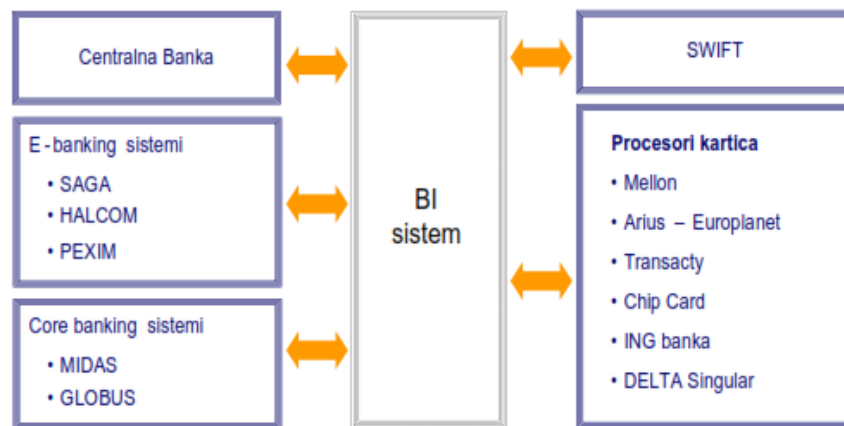 Centralna Banka
E-banking sistemi
• SAGA
• HALCOM
• PEXIM
Core banking sistemi
• MIDAS
• GLOBUS
BI
sistem
SWIFT
Procesori kartica
• Mellon
• Arius – Europlanet
• Transacty
• Chip Card
• ING banka
• DELTA Singular